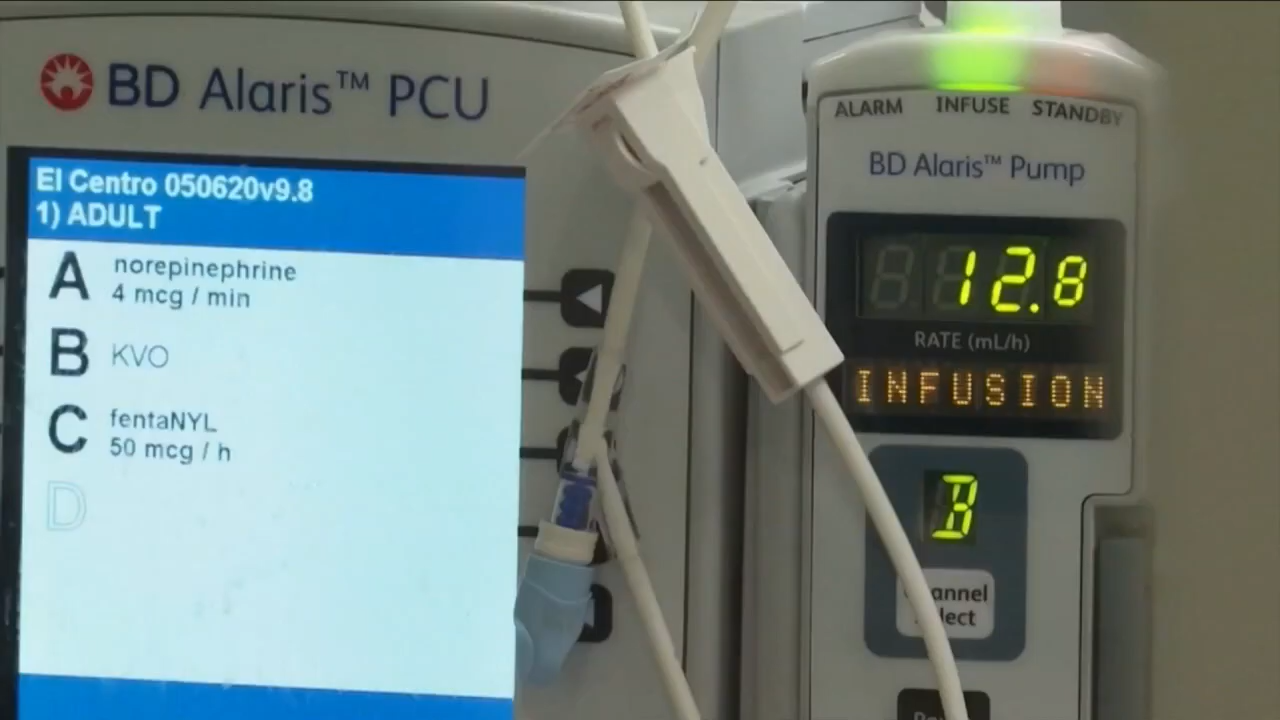 BD Alaris™ PCU
El Centro 050620v9.8
1) ADULT
A norepinephrine
4 mcg / min
B KVO
C fentaNYL
50 mcg / h
D
ALARM INFUSE STANDBY
BD Alaris™ Pump
12.8
RATE (mL/h)
INFUSION
B